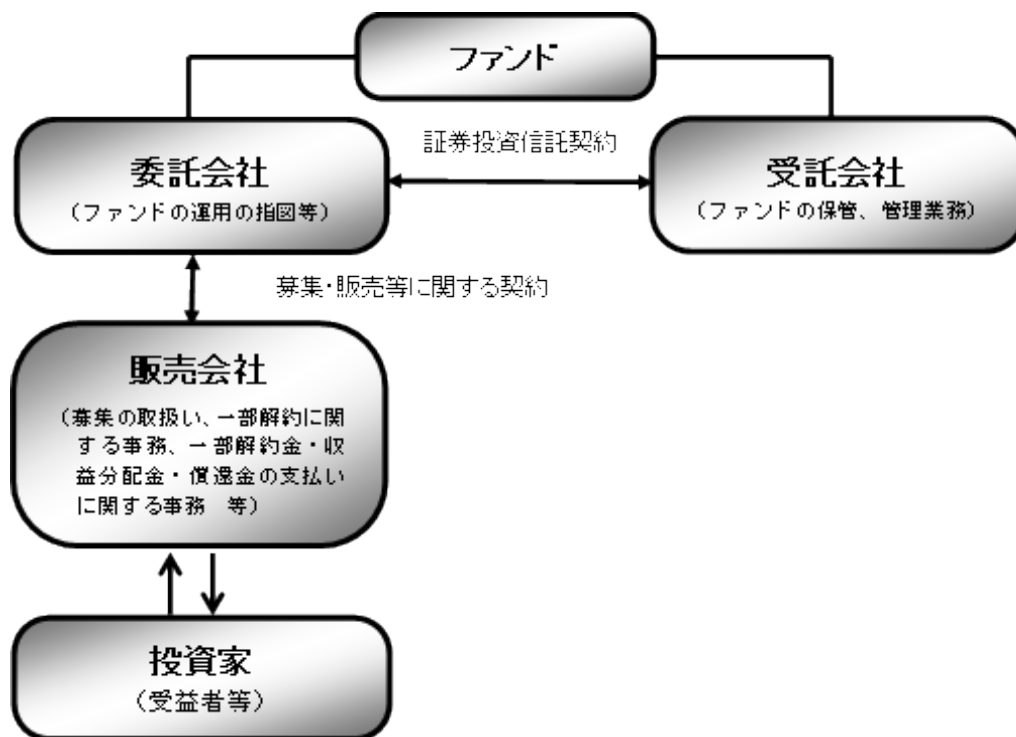 ファンド
証券投資信託契約
委託会社
(ファンドの運用の指図等)
受託会社
(ファンドの保管、管理業務)
募集・販売等に関する契約
販売会社
(募集の取扱い、一部解約に関
する事務、一部解約金・収
益分配金・償還金の支払い
に関する事務　等)
投資家
(受益者等)